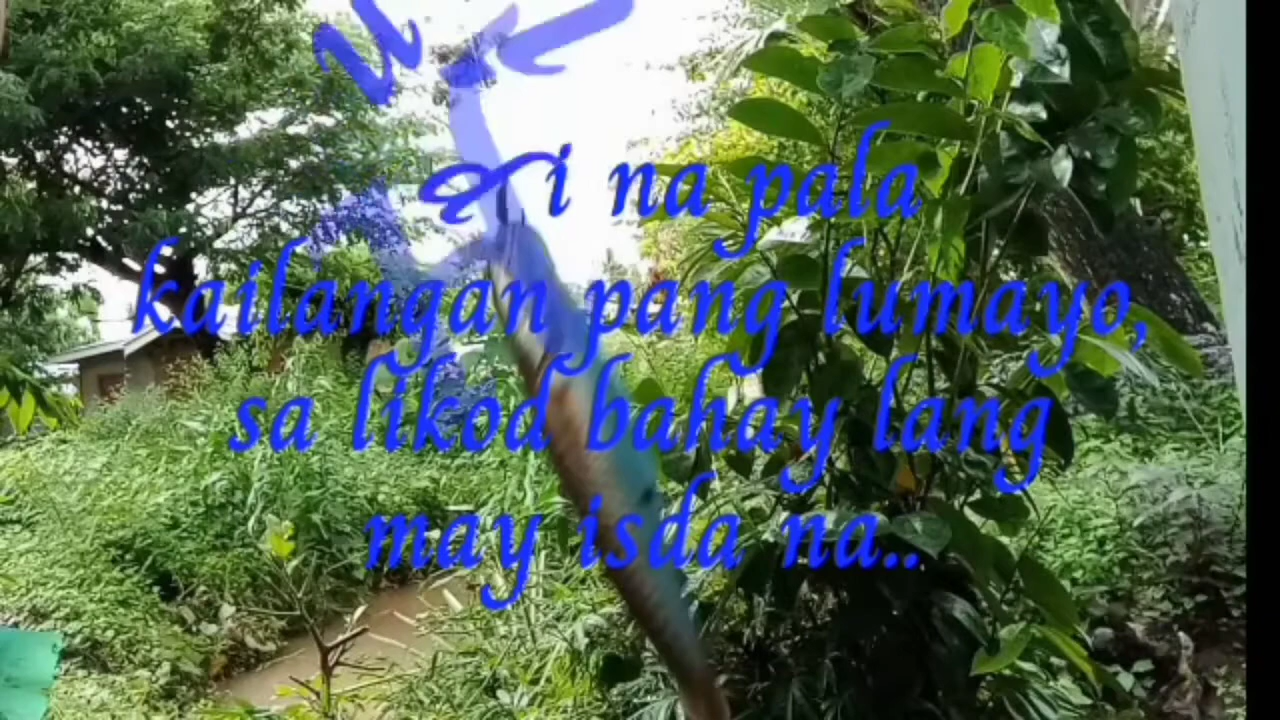 i na pala
kailangan pang lumayo,
sa likod bahay lang
may isda na..